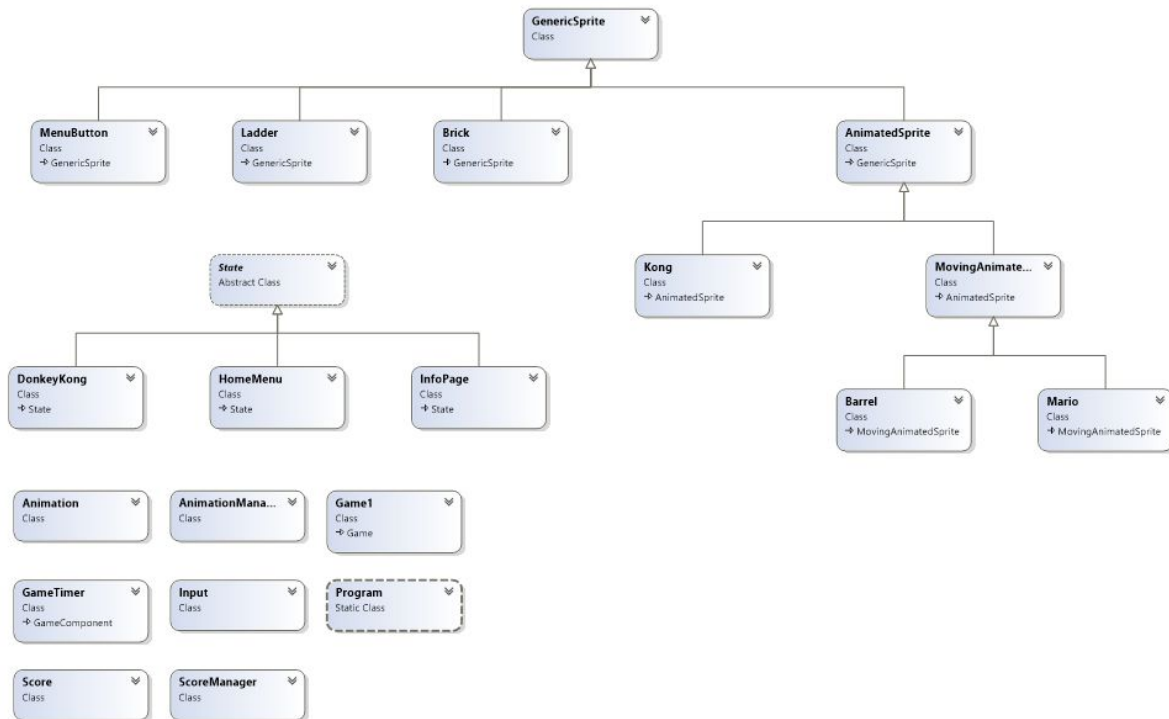 GenericSprite
Class
MenuButton
Class
GenericSprite
Ladder
Class
GenericSprite
Brick
Class
GenericSprite
AnimatedSprite
Class
GenericSprite
State
Abstract Class
Kong
Class
AnimatedSprite
MovingAnimate...
Class
AnimatedSprite
DonkeyKong
Class
State
HomeMenu
Class
State
InfoPage
Class
State
Barrel
Class
MovingAnimatedSprite
Mario
Class
MovingAnimatedSprite
Animation
Class
AnimationMana...
Class
Game1
Class
Game
GameTimer
Class
GameComponent
Input
Class
Program
Static Class
Score
Class
ScoreManager
Class